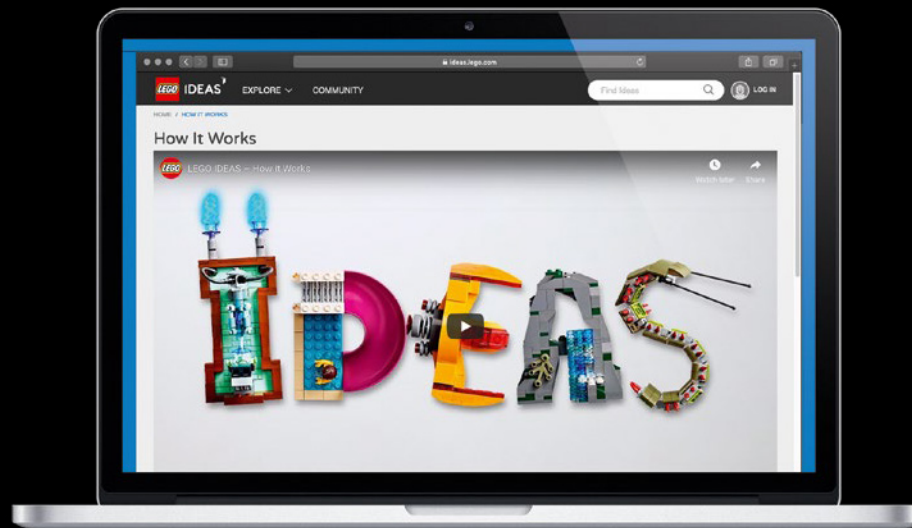 ideas.lego.com
LEGO IDEAS EXPLORE COMMUNITY Find Ideas LOG IN
HOME / HOW IT WORKS
How It Works
LEGO LEGO IDEAS – How It Works Watch later Share
IDEAS